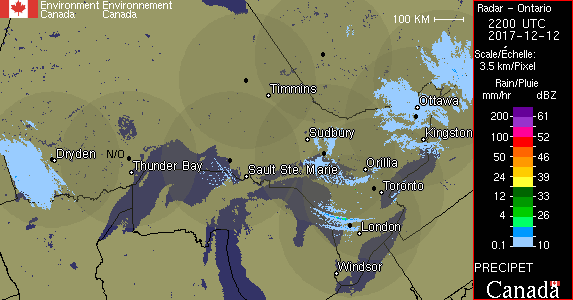 Environment Environnement
Canada Canada
100 KM
Timmins
Ottawa
Sudbury
Kingston
Dryden
N/O
Thunder Bay
Sault Ste. Marie
Orillia
Toronto
London
Windsor
Radar - Ontario
2200 UTC
2017-12-12
Scale/Échelle:
3.5 km/Pixel
Rain/Pluie
mm/hr dBZ
200 61
100 52
50 46
24 39
12 33
4 26
0.1 10
PRECIPET
Canada